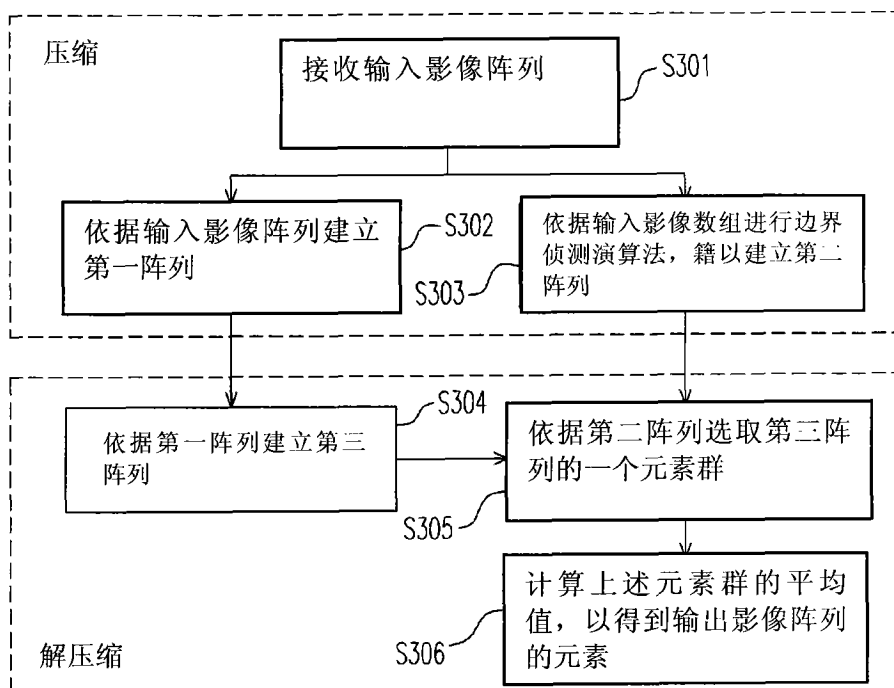 压缩
接收输入影像阵列
S301
依据输入影像阵列建立
第一阵列
S302
依据输入影像数组进行边界
侦测演算法，籍以建立第二
阵列
S303
依据第一阵列建立第三
阵列
S304
依据第二阵列选取第三阵
列的一个元素群
S305
计算上述元素群的平均
值，以得到输出影像阵列
的元素
S306
解压缩